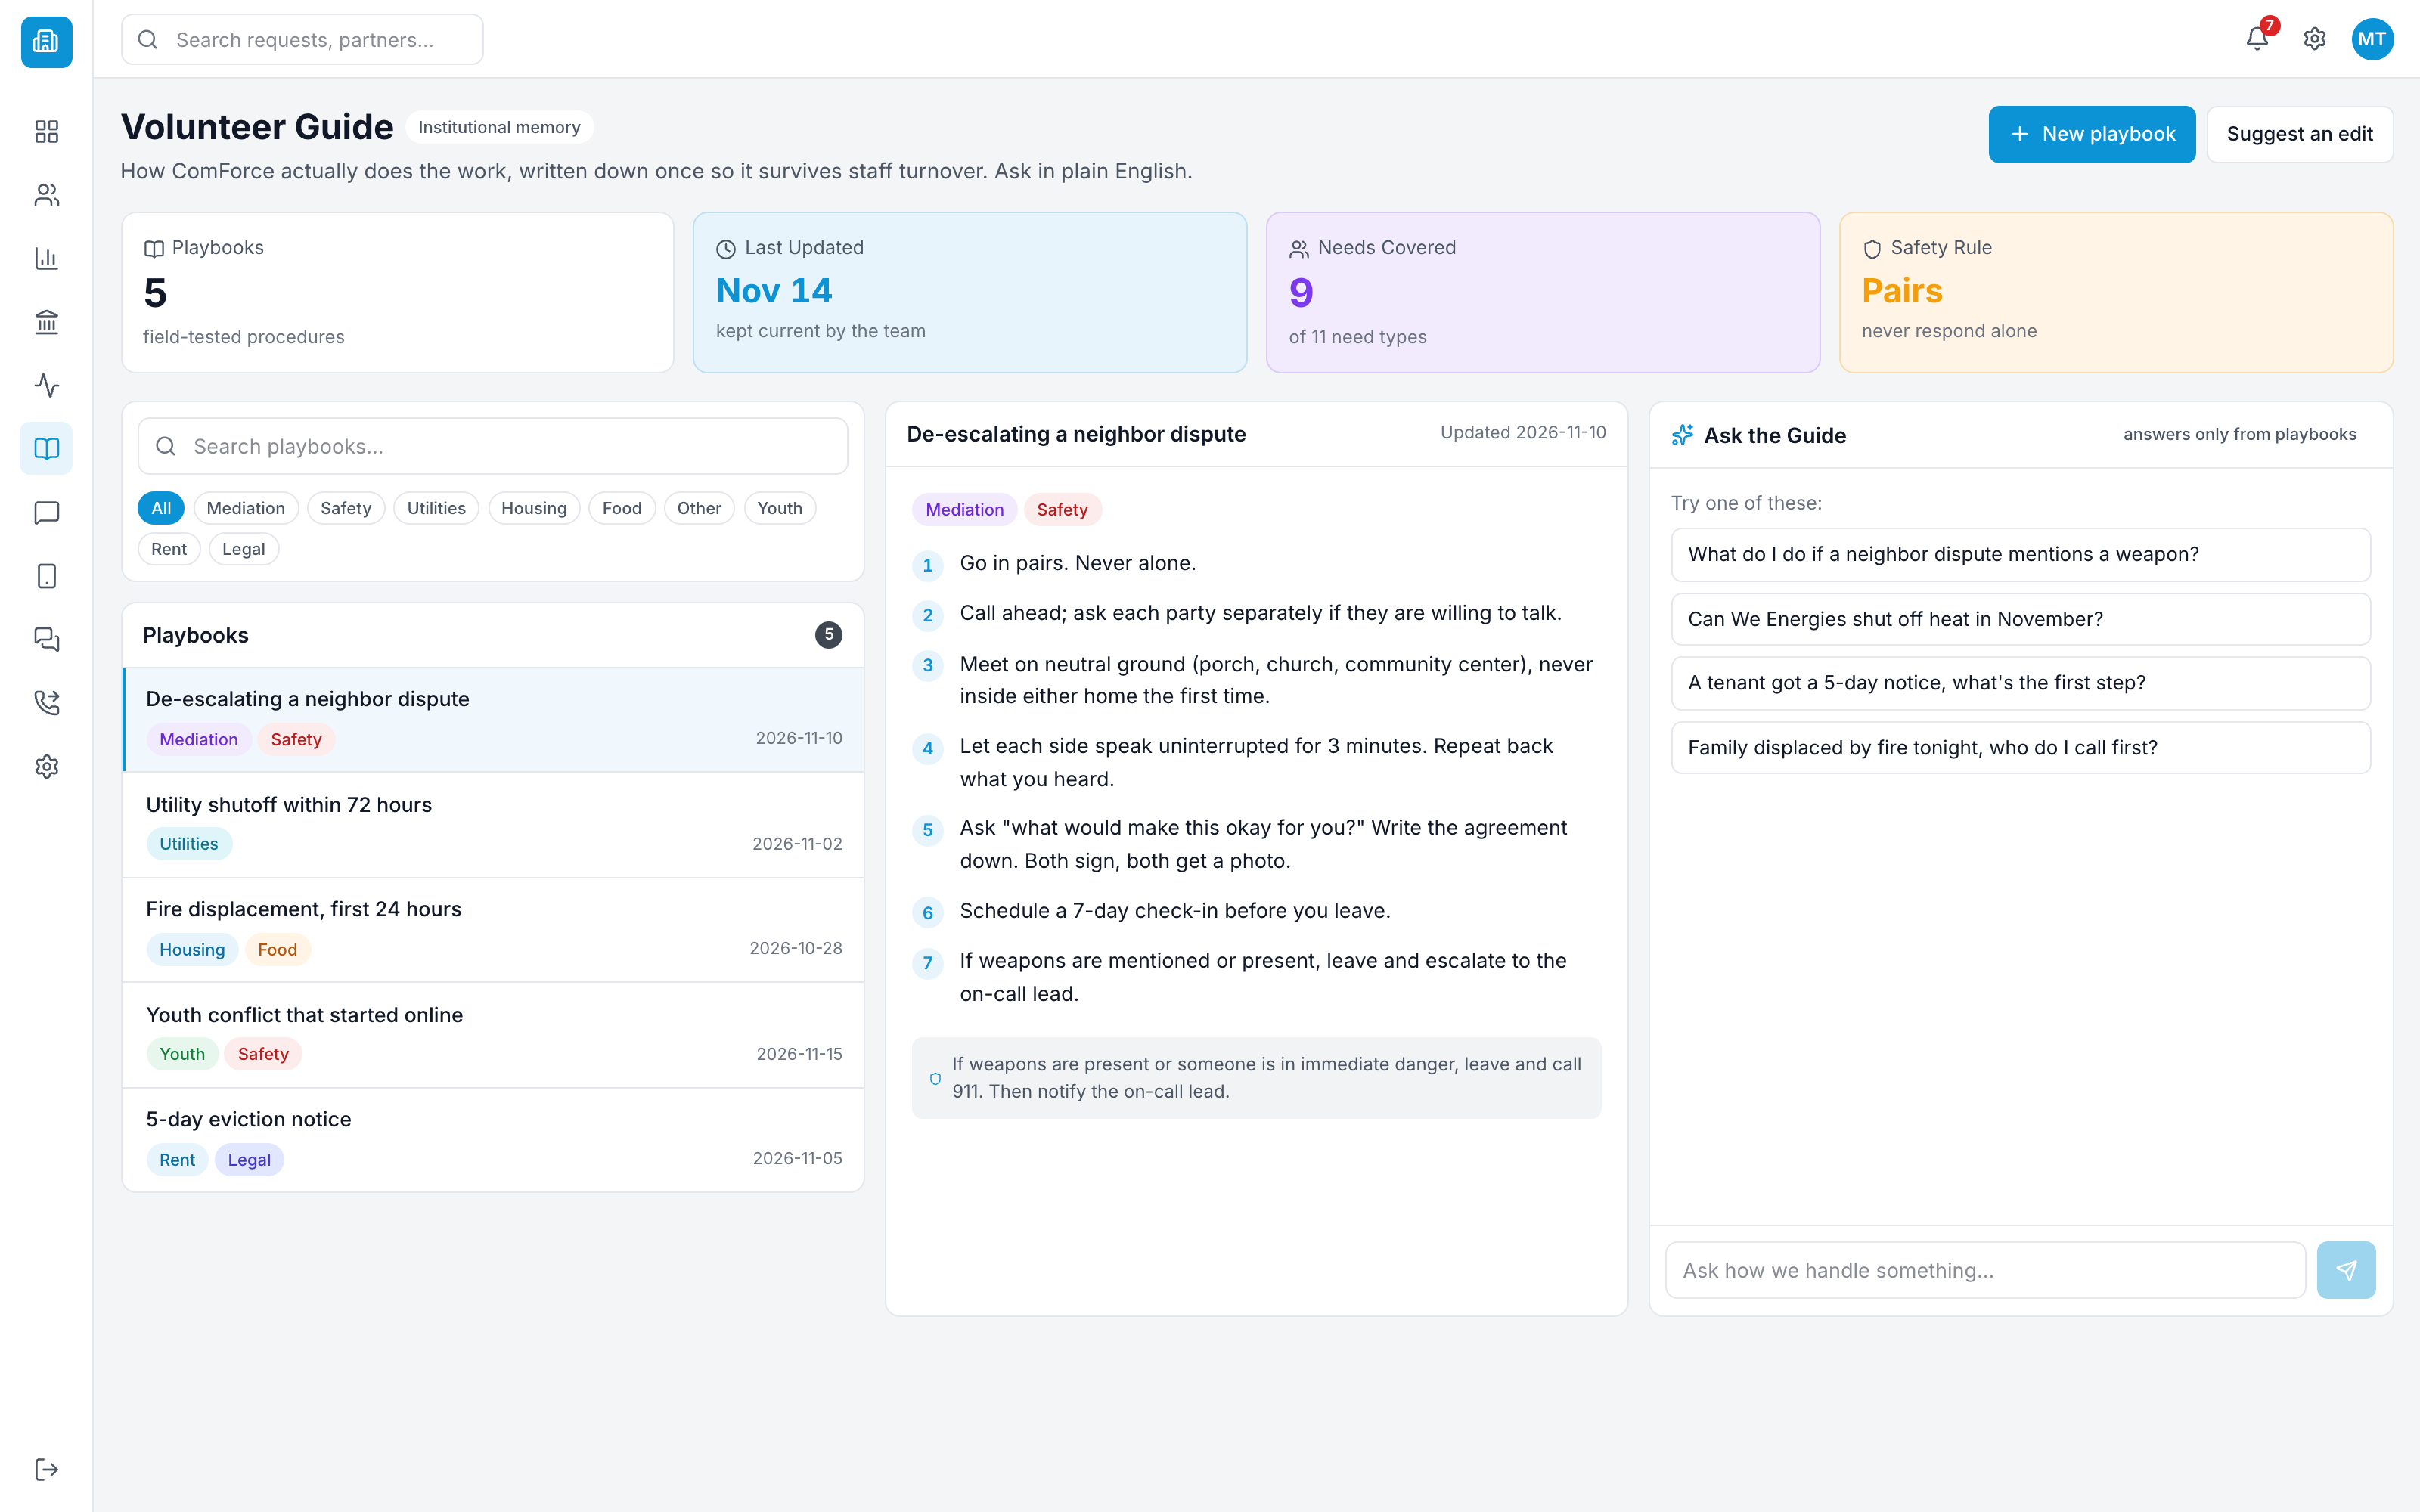 Search requests, partners...
7
MT
Volunteer Guide
Institutional memory
How ComForce actually does the work, written down once so it survives staff turnover. Ask in plain English.
New playbook
Suggest an edit
Playbooks
5
field-tested procedures
Last Updated
Nov 14
kept current by the team
Needs Covered
9
of 11 need types
Safety Rule
Pairs
never respond alone
Search playbooks...
All
Mediation
Safety
Utilities
Housing
Food
Other
Youth
Rent
Legal
Playbooks
5
De-escalating a neighbor dispute
Mediation
Safety
2026-11-10
Utility shutoff within 72 hours
Utilities
2026-11-02
Fire displacement, first 24 hours
Housing
Food
2026-10-28
Youth conflict that started online
Youth
Safety
2026-11-15
5-day eviction notice
Rent
Legal
2026-11-05
De-escalating a neighbor dispute
Updated 2026-11-10
Mediation
Safety
1 Go in pairs. Never alone.
2 Call ahead; ask each party separately if they are willing to talk.
3 Meet on neutral ground (porch, church, community center), never
inside either home the first time.
4 Let each side speak uninterrupted for 3 minutes. Repeat back
what you heard.
5 Ask "what would make this okay for you?" Write the agreement
down. Both sign, both get a photo.
6 Schedule a 7-day check-in before you leave.
7 If weapons are mentioned or present, leave and escalate to the
on-call lead.
If weapons are present or someone is in immediate danger, leave and call
911. Then notify the on-call lead.
Ask the Guide
answers only from playbooks
Try one of these:
What do I do if a neighbor dispute mentions a weapon?
Can We Energies shut off heat in November?
A tenant got a 5-day notice, what's the first step?
Family displaced by fire tonight, who do I call first?
Ask how we handle something...